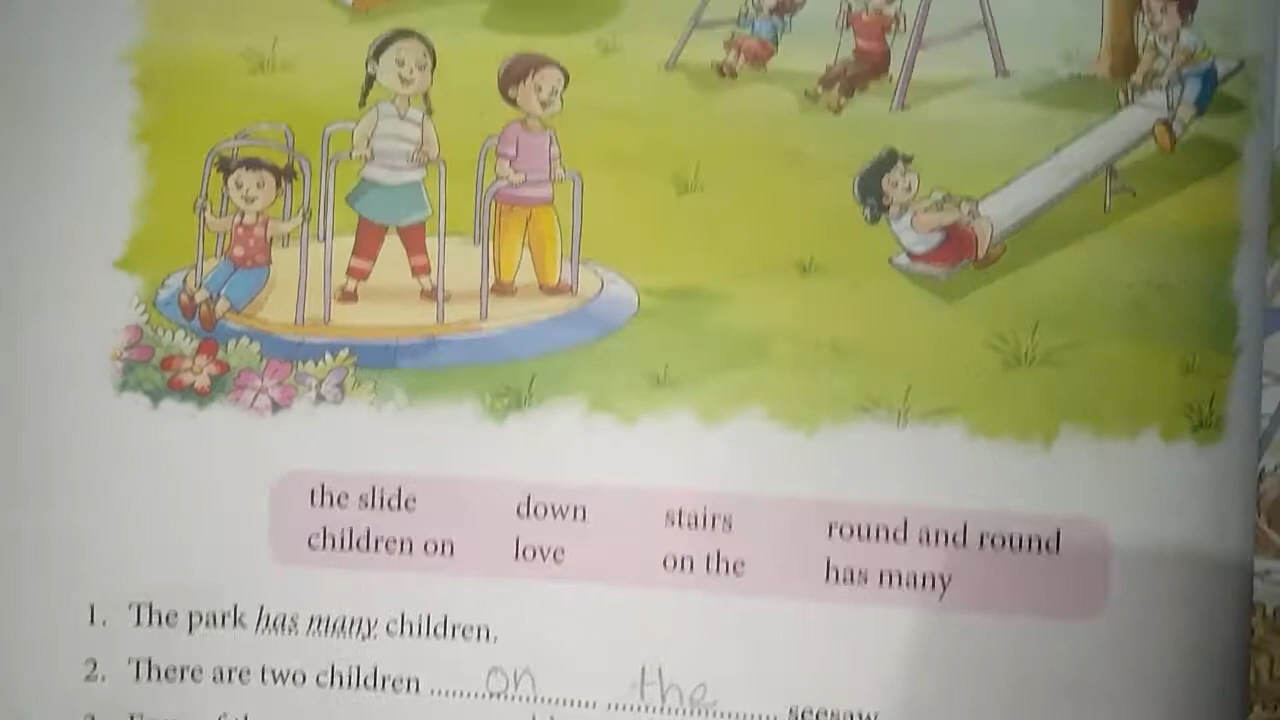 the slide down stairs round and round
children on love on the has many
1. The park has many children.
2. There are two children on the seesaw